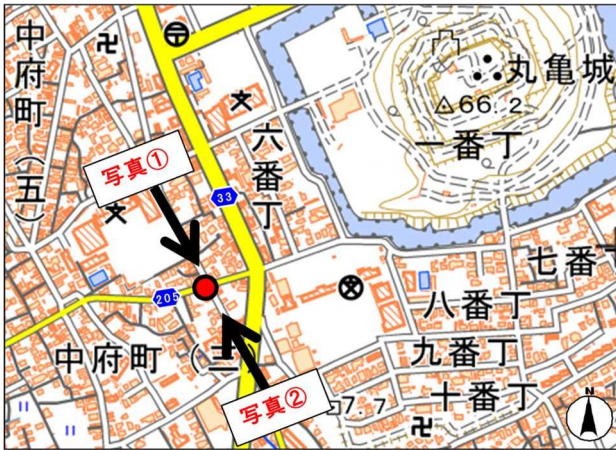 中府町(五)
丸亀城
66.2
一番丁
六番丁
写真①
33
七番丁
205
八番丁
中府町(三)
九番丁
写真②
7.7
十番丁
N